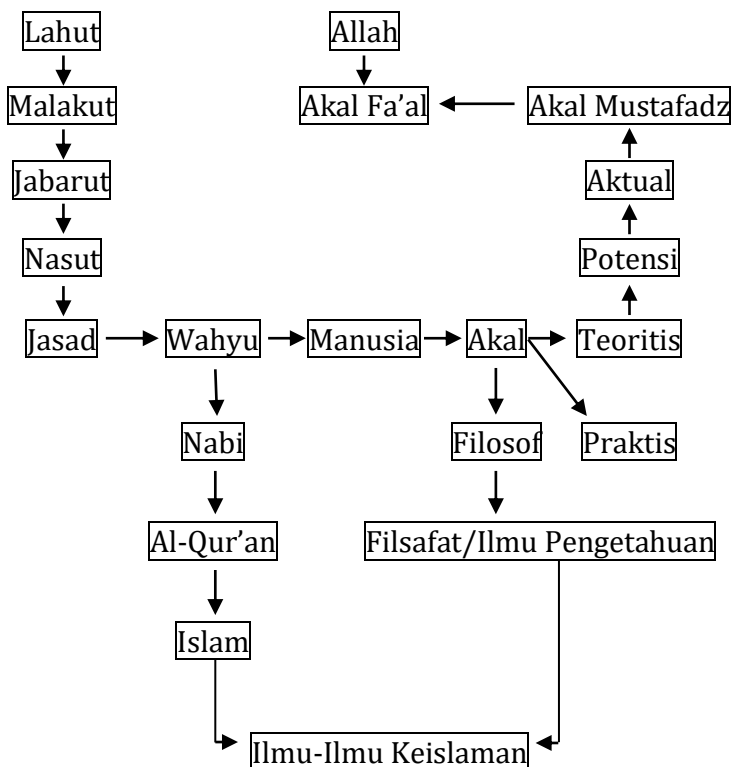 Lahut
Allah
Malakut
Akal Fa’al
Akal Mustafadz
Jabarut
Aktual
Nasut
Potensi
Jasad
Wahyu
Manusia
Akal
Teoritis
Nabi
Filosof
Praktis
Al-Qur’an
Filsafat/Ilmu Pengetahuan
Islam
Ilmu-Ilmu Keislaman